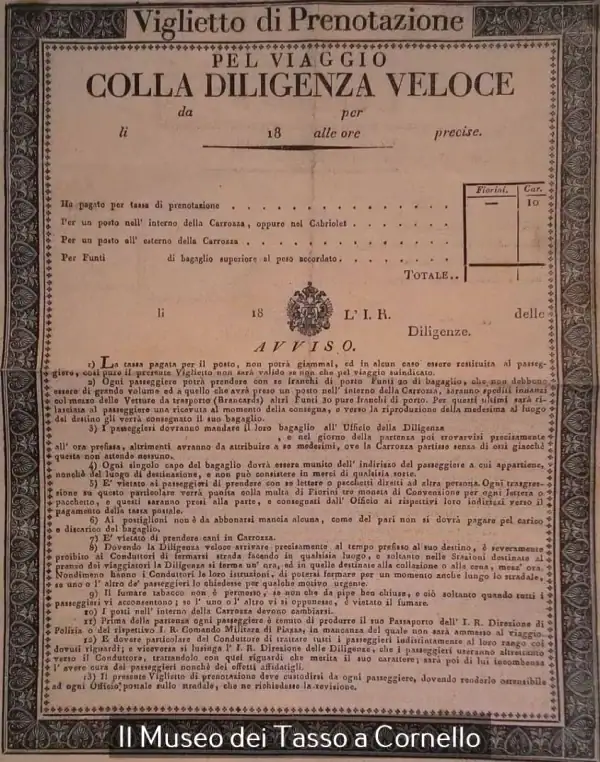 Viglietto di Prenotazione
PEL VIAGGIO
COLLA DILIGENZA VELOCE
da per
li 18 alle ore precise.
Fiorini. Car.
Ha pagato per tassa di prenotazione — 10
Per un posto nell' interno della Carrozza, oppure nel Cabriolet
Per un posto all' esterno della Carrozza
Per Funti di bagaglio superiore al peso accordato
TOTALE..
li 18 L' I. R. delle
Diligenze.
AVVISO.
1) La tassa pagata per il posto, non potrà giammai, ed in alcun caso essere restituita al passeg-
giere, così pure il presente Viglietto non sarà valido se non che pel viaggio suindicato.
2) Ogni passeggiere potrà prendere con se franchi di posto Funti 20 di bagaglio, che non debbono
essere di grande volume ed a quello che avrà preso un posto nell' interno della Carrozza, saranno spediti innanzi
col mezzo delle Vetture da trasporto (Brancards) altri Funti 30 pure franchi di porto. Per questi ultimi sarà ri-
lasciata al passeggiere una ricevuta al momento della consegna, e verso la riproduzione della medesima al luogo
del destino gli verrà consegnato il suo bagaglio.
3) I passeggieri dovranno mandare il loro bagaglio all' Uffizio della Diligenza
, e nel giorno della partenza poi trovarvisi precisamente
all' ora prefissa, altrimenti avranno da attribuire a se medesimi, ove la Carrozza partisse senza di essi giacchè
questa non attende nessuno.
4) Ogni singolo capo del bagaglio dovrà essere munito dell' indirizzo del passeggiere a cui appartiene,
nonchè del luogo di destinazione, e non può consistere in merci di qualsisia sorte.
5) E' vietato ai passeggieri di prendere con se lettere o pacchetti diretti ad altra persona. Ogni trasgres-
sione su questo particolare verrà punita colla multa di Fiorini tre moneta di Convenzione per ogni lettera o
pacchetto, e questi saranno presi alla parte, e consegnati dall' Officio ai rispettivi loro indirizzi verso il
pagamento della tassa postale.
6) Ai postiglioni non è da abbonarsi mancia alcuna, come del pari non si dovrà pagare pel carico
e discarico del bagaglio.
7) E' vietato di prendere cani in Carrozza.
8) Dovendo la Diligenza veloce arrivare precisamente al tempo prefisso al suo destino, è severamente
proibito ai Conduttori di fermarsi strada facendo in qualsisia luogo, e soltanto nelle Stazioni destinate al
pranzo dei viaggiatori la Diligenza si ferma un' ora, ed in quelle destinate alla collazione o alla cena, mezz' ora.
Nondimeno hanno i Conduttori le loro istruzioni, di potersi fermare per un momento anche lungo lo stradale,
se uno o l' altro de' passeggieri lo chiedesse per qualche motivo urgente.
9) Il fumare tabacco non è permesso, se non che da pipe ben chiuse, e ciò soltanto quando tutti i
passeggieri vi acconsentono; se l' uno o l' altro vi si opponesse, è vietato il fumare.
10) I posti nell' interno della Carrozza devono cambiarsi.
11) Prima della partenza ogni passeggiere è tenuto di produrre il suo Passaporto dell' I. R. Direzione di
Polizia o del rispettivo I. R. Comando Militare di Piazza, in mancanza del quale non sarà ammesso al viaggio.
12) E' dovere particolare del Conduttore di trattare tutti i passeggieri indistintamente al loro rango coi
dovuti riguardi; e viceversa si lusinga l' I. R. Direzione delle Diligenze, che i passeggieri useranno altrettanto
verso il Conduttore, trattandolo con quei riguardi che merita il suo carattere; sarà poi di lui incombenza
l' avere cura dei passeggieri nonchè dei effetti affidatigli.
13) Il presente Viglietto di prenotazione deve custodirsi da ogni passeggiere, dovendo renderlo ostensibile
ad ogni Officio postale sullo stradale, che ne richiedesse la revisione.
Il Museo dei Tasso a Cornello